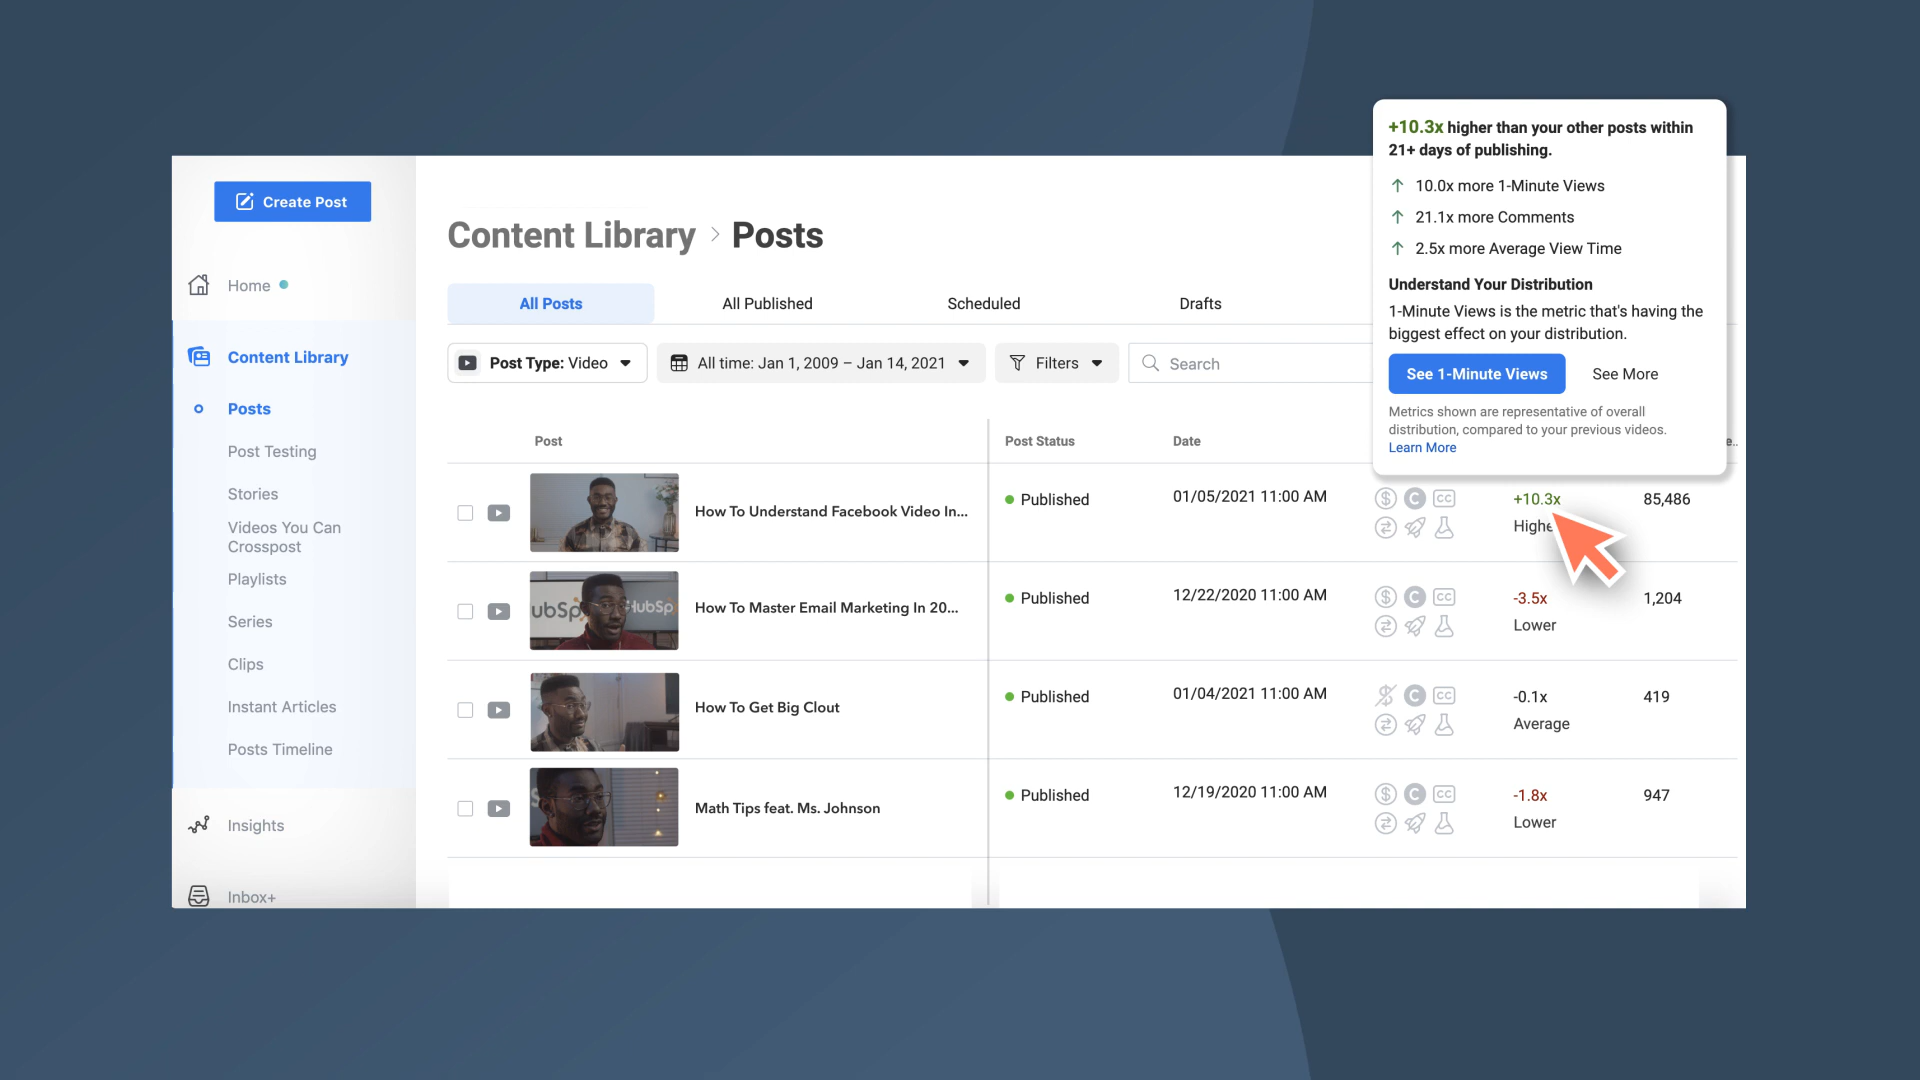 Create Post
Home
Content Library
Posts
Post Testing
Stories
Videos You Can
Crosspost
Playlists
Series
Clips
Instant Articles
Posts Timeline
Insights
Inbox+
Content Library > Posts
All Posts
All Published
Scheduled
Drafts
Post Type: Video
All time: Jan 1, 2009 – Jan 14, 2021
Filters
Search
+10.3x higher than your other posts within
21+ days of publishing.
10.0x more 1-Minute Views
21.1x more Comments
2.5x more Average View Time
Understand Your Distribution
1-Minute Views is the metric that's having the
biggest effect on your distribution.
See 1-Minute Views
See More
Metrics shown are representative of overall
distribution, compared to your previous videos.
Learn More
Post
Post Status
Date
e..
How To Understand Facebook Video In...
Published
01/05/2021 11:00 AM
$ C CC
+10.3x
Highe
85,486
ubSp
HubSp
How To Master Email Marketing In 20...
Published
12/22/2020 11:00 AM
$ C CC
-3.5x
Lower
1,204
How To Get Big Clout
Published
01/04/2021 11:00 AM
$ C CC
-0.1x
Average
419
Math Tips feat. Ms. Johnson
Published
12/19/2020 11:00 AM
$ C CC
-1.8x
Lower
947